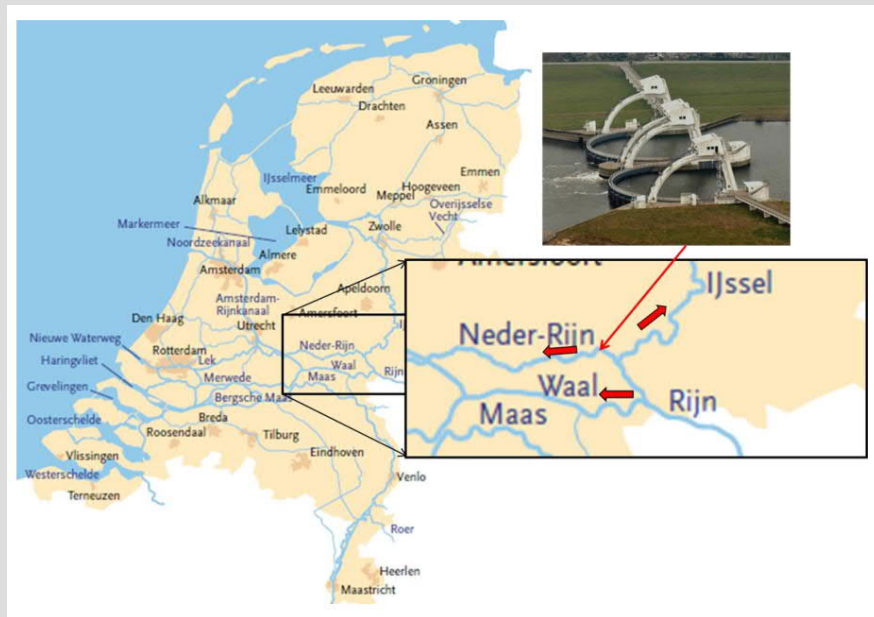 Groningen
Leeuwarden
Drachten
Assen
IJsselmeer
Emmen
Emmeloord
Hoogeveen
Meppel
Alkmaar
Overijsselse
Vecht
Markermeer
Lelystad
Zwolle
Noordzeekanaal
Almere
Amsterdam
Apeldoorn
Amsterdam-
Rijnkanaal
Den Haag
Amersfoort
Utrecht
Nieuwe Waterweg
Neder-Rijn
Rotterdam
Haringvliet
Lek
Waal
Merwede
Maas
Rijn
Grevelingen
Bergsche Maas
Oosterschelde
Breda
Roosendaal
Tilburg
Eindhoven
Vlissingen
Westerschelde
Venlo
Terneuzen
Roer
Heerlen
Maastricht
Amersfoort
IJssel
Neder-Rijn
Waal
Rijn
Maas